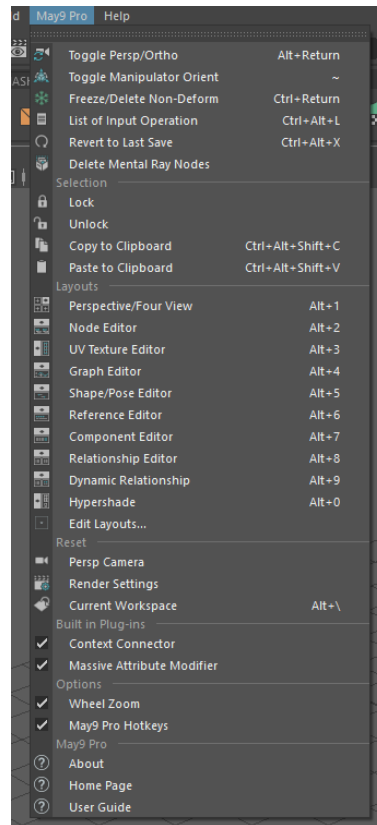 d May9 Pro Help
Toggle Persp/Ortho Alt+Return
Toggle Manipulator Orient ~
Freeze/Delete Non-Deform Ctrl+Return
List of Input Operation Ctrl+Alt+L
Revert to Last Save Ctrl+Alt+X
Delete Mental Ray Nodes
Selection
Lock
Unlock
Copy to Clipboard Ctrl+Alt+Shift+C
Paste to Clipboard Ctrl+Alt+Shift+V
Layouts
Perspective/Four View Alt+1
Node Editor Alt+2
UV Texture Editor Alt+3
Graph Editor Alt+4
Shape/Pose Editor Alt+5
Reference Editor Alt+6
Component Editor Alt+7
Relationship Editor Alt+8
Dynamic Relationship Alt+9
Hypershade Alt+0
Edit Layouts...
Reset
Persp Camera
Render Settings
Current Workspace Alt+\
Built in Plug-ins
Context Connector
Massive Attribute Modifier
Options
Wheel Zoom
May9 Pro Hotkeys
May9 Pro
About
Home Page
User Guide